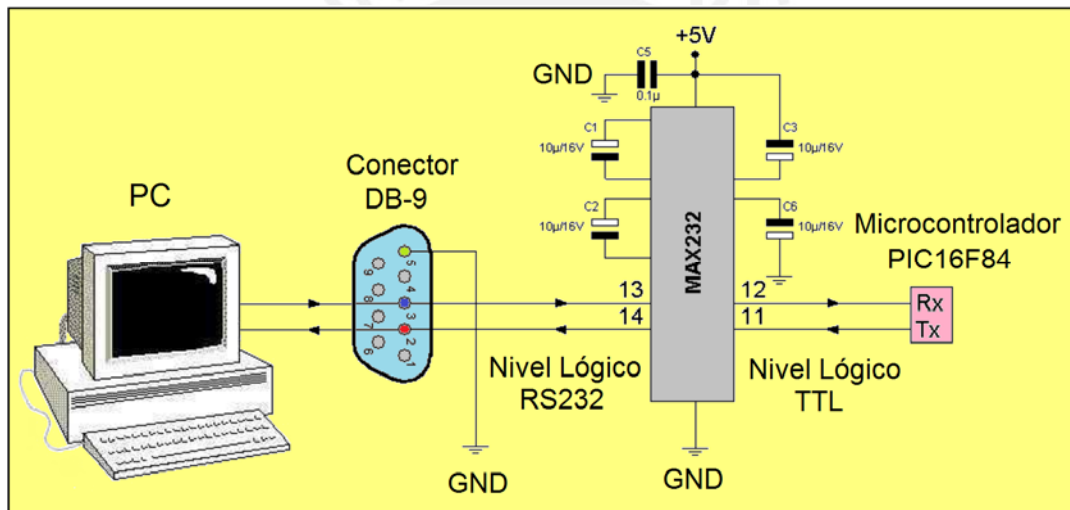 +5V
C5
GND
0.1µ
C1
10µ/16V
C3
10µ/16V
Conector
DB-9
PC
C2
10µ/16V
C6
10µ/16V
MAX232
Microcontrolador
PIC16F84
5
9
4
8
3
7
2
6
1
13
12
Rx
14
11
Tx
Nivel Lógico
RS232
Nivel Lógico
TTL
GND
GND